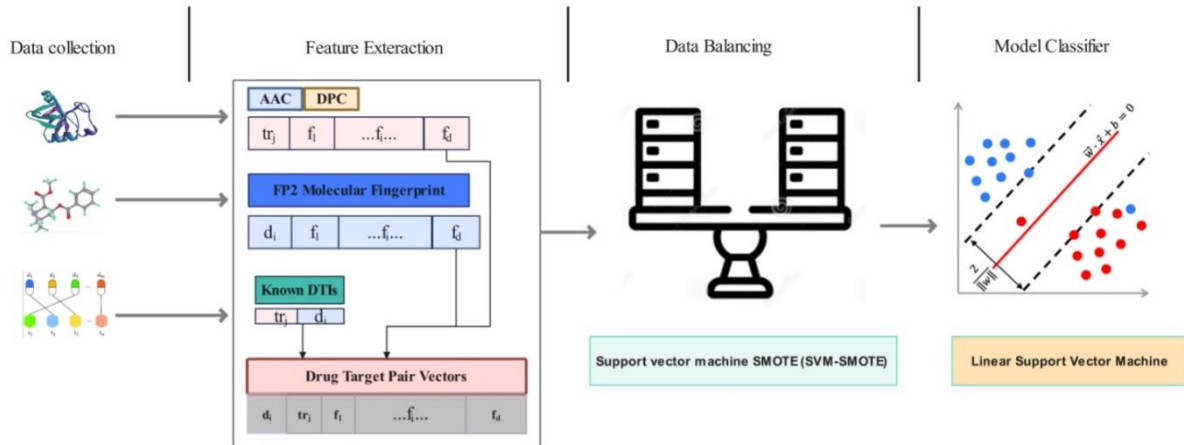 Data collection
Feature Exteraction
Data Balancing
Model Classifier
AAC DPC
trj f1 ...fi... fd
FP2 Molecular Fingerprint
di f1 ...fi... fd
Known DTIs
trj di
Drug Target Pair Vectors
di trj f1 ...fi... fd
Support vector machine SMOTE (SVM-SMOTE)
w⃗ · x⃗ + b = 0
2
‖w‖
Linear Support Vector Machine